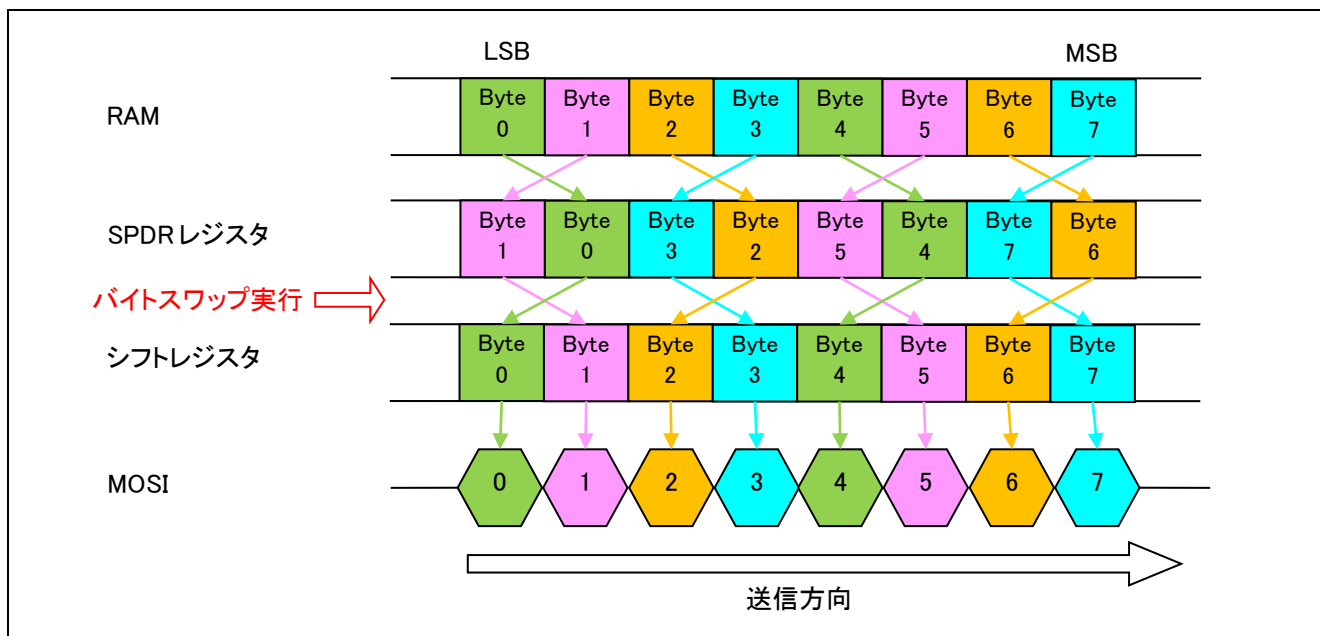 LSB MSB
RAM
Byte Byte Byte Byte Byte Byte Byte Byte
0 1 2 3 4 5 6 7
SPDRレジスタ
Byte Byte Byte Byte Byte Byte Byte Byte
1 0 3 2 5 4 7 6
バイトスワップ実行
シフトレジスタ
Byte Byte Byte Byte Byte Byte Byte Byte
0 1 2 3 4 5 6 7
MOSI
0 1 2 3 4 5 6 7
送信方向